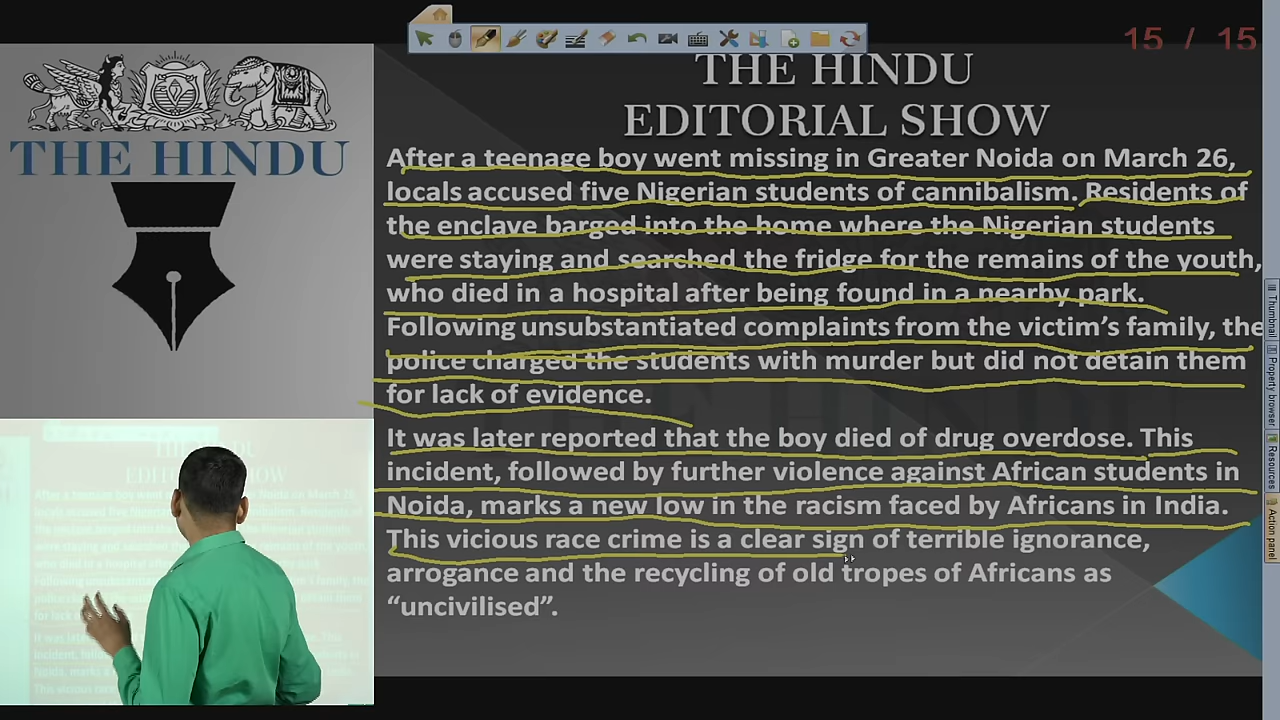 15 / 15
THE HINDU
EDITORIAL SHOW
THE HINDU
After a teenage boy went missing in Greater Noida on March 26,
locals accused five Nigerian students of cannibalism. Residents of
the enclave barged into the home where the Nigerian students
were staying and searched the fridge for the remains of the youth,
who died in a hospital after being found in a nearby park.
Following unsubstantiated complaints from the victim's family, the
police charged the students with murder but did not detain them
for lack of evidence.
It was later reported that the boy died of drug overdose. This
incident, followed by further violence against African students in
Noida, marks a new low in the racism faced by Africans in India.
This vicious race crime is a clear sign of terrible ignorance,
arrogance and the recycling of old tropes of Africans as
“uncivilised”.
Thumbnail
Property browser
Resources
Action panel